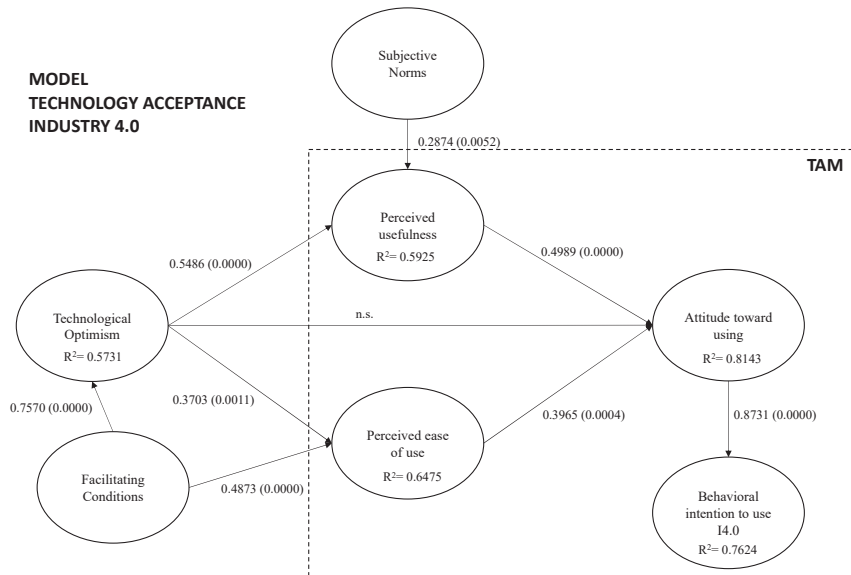 Subjective
Norms
MODEL
TECHNOLOGY ACCEPTANCE
INDUSTRY 4.0
0.2874 (0.0052)
TAM
Perceived
usefulness
R²= 0.5925
0.5486 (0.0000)
0.4989 (0.0000)
n.s.
Technological
Optimism
R²= 0.5731
Attitude toward
using
R²= 0.8143
0.7570 (0.0000)
0.3703 (0.0011)
0.3965 (0.0004)
0.8731 (0.0000)
Perceived ease
of use
R²= 0.6475
Facilitating
Conditions
0.4873 (0.0000)
Behavioral
intention to use
I4.0
R²= 0.7624